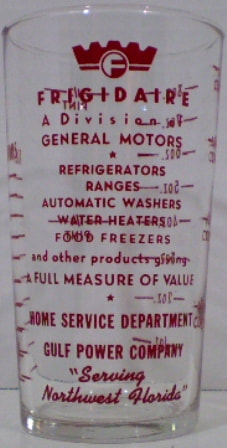 F
FRIGIDAIRE
A Division of
GENERAL MOTORS
REFRIGERATORS
RANGES
AUTOMATIC WASHERS
WATER HEATERS
FOOD FREEZERS
and other products giving
A FULL MEASURE OF VALUE
HOME SERVICE DEPARTMENT
GULF POWER COMPANY
"Serving
Northwest Florida"